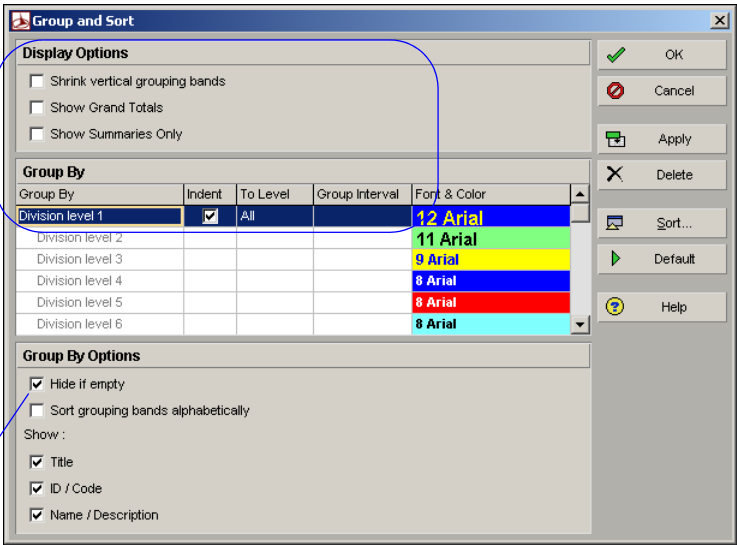 Group and Sort
Display Options
Shrink vertical grouping bands
Show Grand Totals
Show Summaries Only
Group By
Group By Indent To Level Group Interval Font & Color
Division level 1 All 12 Arial
Division level 2 11 Arial
Division level 3 9 Arial
Division level 4 8 Arial
Division level 5 8 Arial
Division level 6 8 Arial
Group By Options
Hide if empty
Sort grouping bands alphabetically
Show :
Title
ID / Code
Name / Description
OK
Cancel
Apply
Delete
Sort...
Default
Help